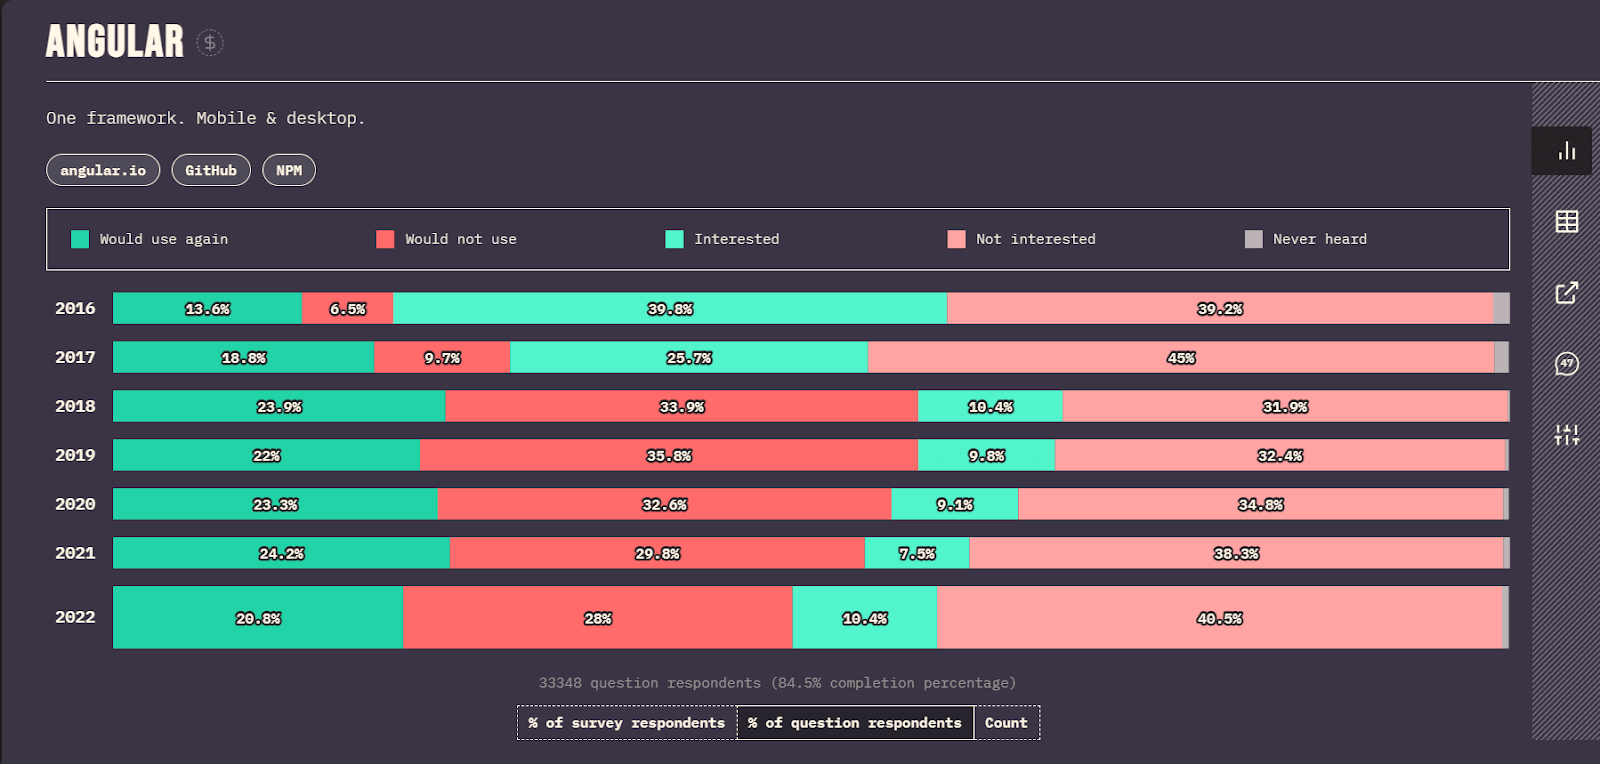 ANGULAR $
One framework. Mobile & desktop.
angular.io GitHub NPM
Would use again Would not use Interested Not interested Never heard
2016 13.6% 6.5% 39.8% 39.2%
2017 18.8% 9.7% 25.7% 45%
2018 23.9% 33.9% 10.4% 31.9%
2019 22% 35.8% 9.8% 32.4%
47
2020 23.3% 32.6% 9.1% 34.8%
2021 24.2% 29.8% 7.5% 38.3%
2022 20.8% 28% 10.4% 40.5%
33348 question respondents (84.5% completion percentage)
% of survey respondents % of question respondents Count